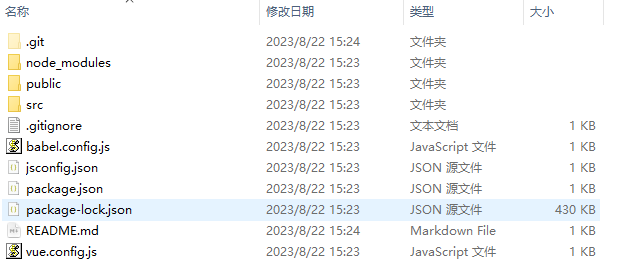 名称 修改日期 类型 大小
.git 2023/8/22 15:24 文件夹
node_modules 2023/8/22 15:23 文件夹
public 2023/8/22 15:23 文件夹
src 2023/8/22 15:23 文件夹
.gitignore 2023/8/22 15:23 文本文档 1 KB
babel.config.js 2023/8/22 15:23 JavaScript 文件 1 KB
jsconfig.json 2023/8/22 15:23 JSON 源文件 1 KB
package.json 2023/8/22 15:23 JSON 源文件 1 KB
package-lock.json 2023/8/22 15:23 JSON 源文件 430 KB
README.md 2023/8/22 15:24 Markdown File 1 KB
vue.config.js 2023/8/22 15:23 JavaScript 文件 1 KB